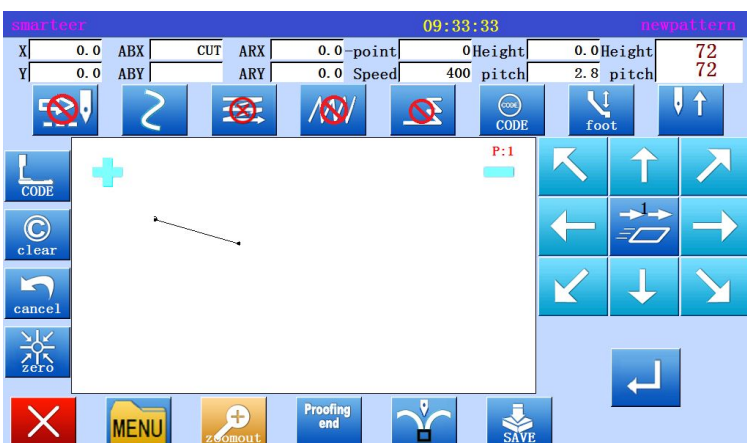 smarteer 09:33:33 newpattern
X 0.0 ABX CUT ARX 0.0 -point 0 Height 0.0 Height 72
Y 0.0 ABY ARY 0.0 Speed 400 pitch 2.8 pitch 72
CODE
CODE
foot
P:1
CODE
1
clear
cancel
zero
MENU
zoomout
Proofing
end
SAVE